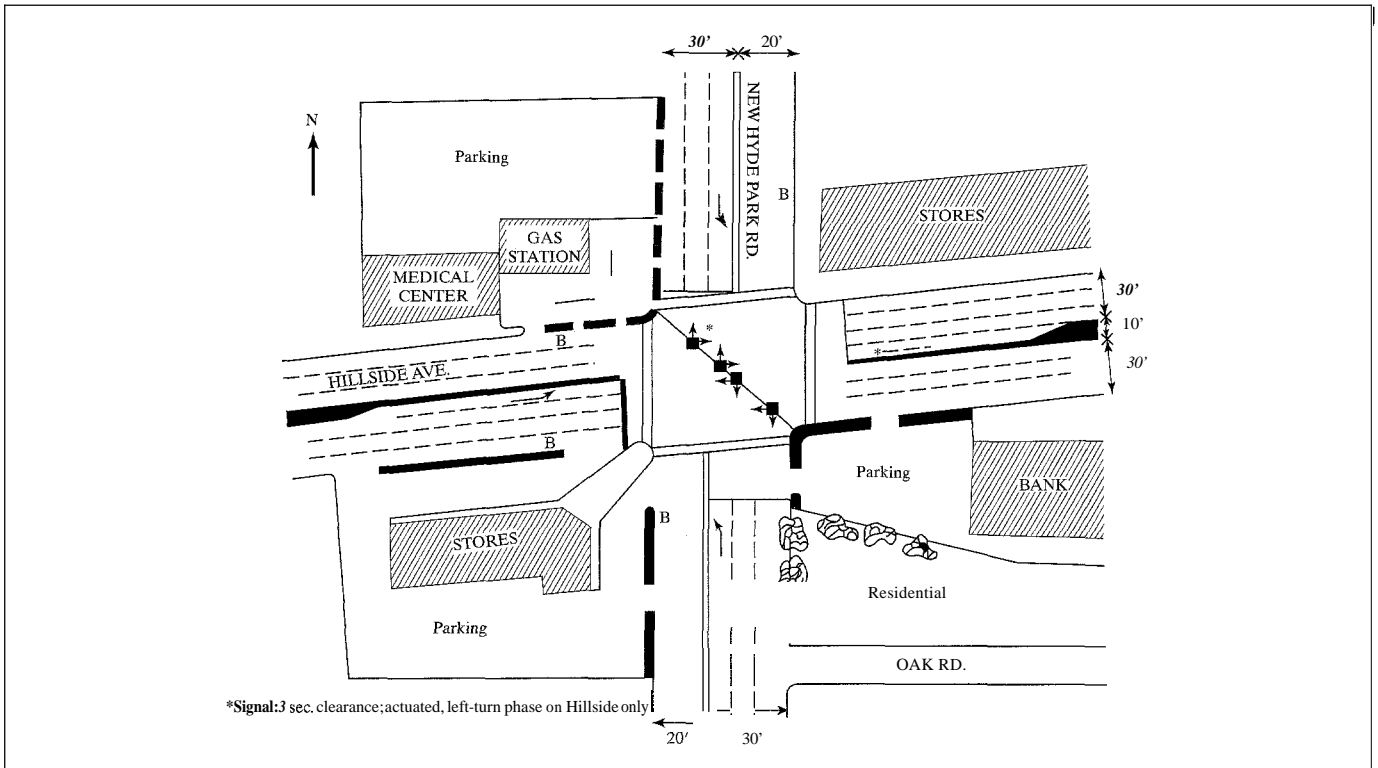 30’ 20’
N
Parking
NEW HYDE PARK RD.
B
STORES
GAS
STATION
MEDICAL
CENTER
*
30’
10’
30’
B
HILLSIDE AVE.
*
B
Parking
BANK
B
STORES
Residential
Parking
OAK RD.
*Signal:3 sec. clearance; actuated, left-turn phase on Hillside only
20′ 30’